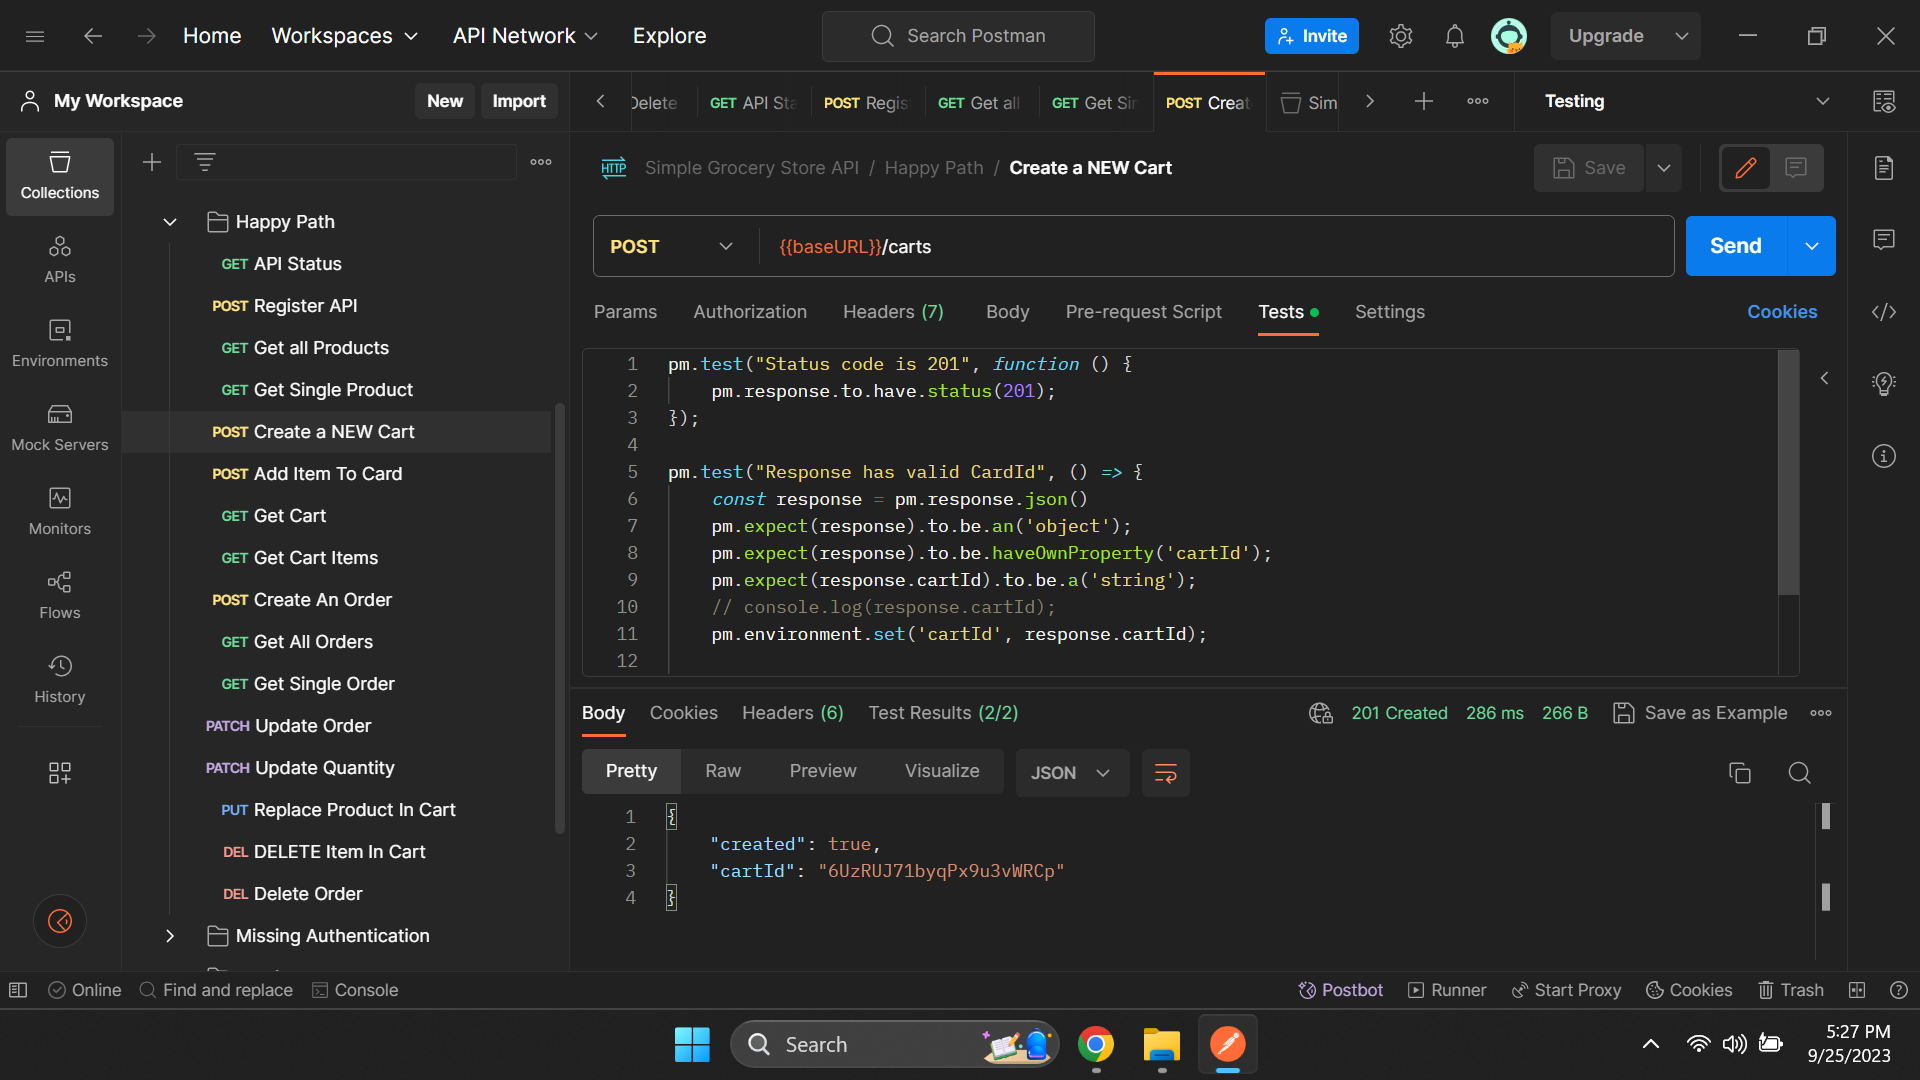 Home Workspaces API Network Explore Search Postman Invite Upgrade
My Workspace New Import
Delete GET API Sta POST Regis GET Get all GET Get Sin POST Creat Sim Testing
Collections
APIs
Environments
Mock Servers
Monitors
Flows
History
Happy Path
GET API Status
POST Register API
GET Get all Products
GET Get Single Product
POST Create a NEW Cart
POST Add Item To Card
GET Get Cart
GET Get Cart Items
POST Create An Order
GET Get All Orders
GET Get Single Order
PATCH Update Order
PATCH Update Quantity
PUT Replace Product In Cart
DEL DELETE Item In Cart
DEL Delete Order
Missing Authentication
HTTP Simple Grocery Store API / Happy Path / Create a NEW Cart Save
POST {{baseURL}}/carts Send
Params Authorization Headers (7) Body Pre-request Script Tests Settings Cookies
1 pm.test("Status code is 201", function () {
2 pm.response.to.have.status(201);
3 });
4
5 pm.test("Response has valid CardId", () => {
6 const response = pm.response.json()
7 pm.expect(response).to.be.an('object');
8 pm.expect(response).to.be.haveOwnProperty('cartId');
9 pm.expect(response.cartId).to.be.a('string');
10 // console.log(response.cartId);
11 pm.environment.set('cartId', response.cartId);
12
Body Cookies Headers (6) Test Results (2/2) 201 Created 286 ms 266 B Save as Example
Pretty Raw Preview Visualize JSON
1 {
2 "created": true,
3 "cartId": "6UzRUJ71byqPx9u3vWRCp"
4 }
Online Find and replace Console Postbot Runner Start Proxy Cookies Trash
Search
5:27 PM
9/25/2023